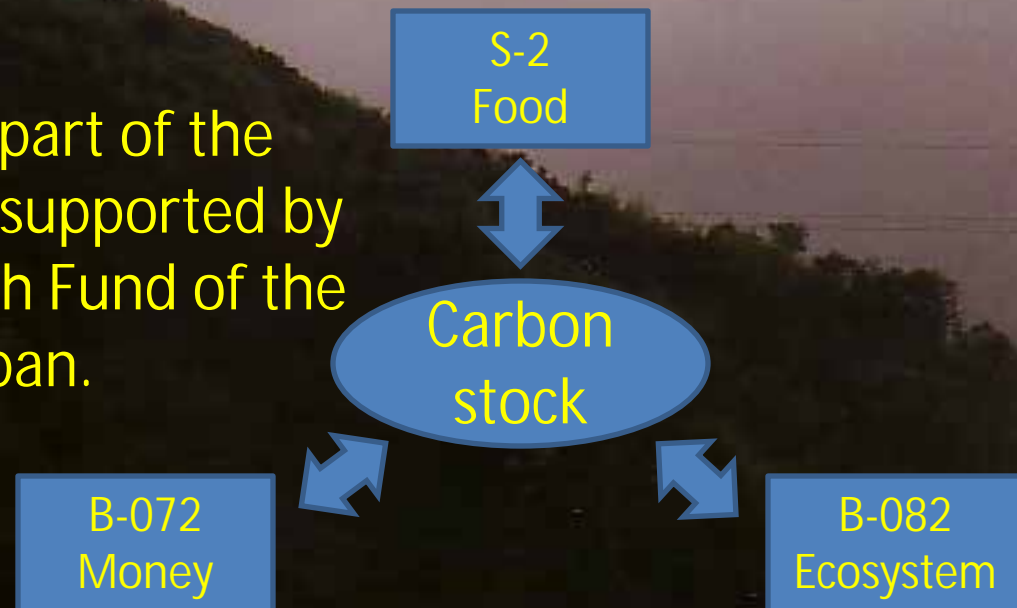 S-2
Food
part of the
supported by
h Fund of the
pan.
Carbon
stock
B-072
Money
B-082
Ecosystem